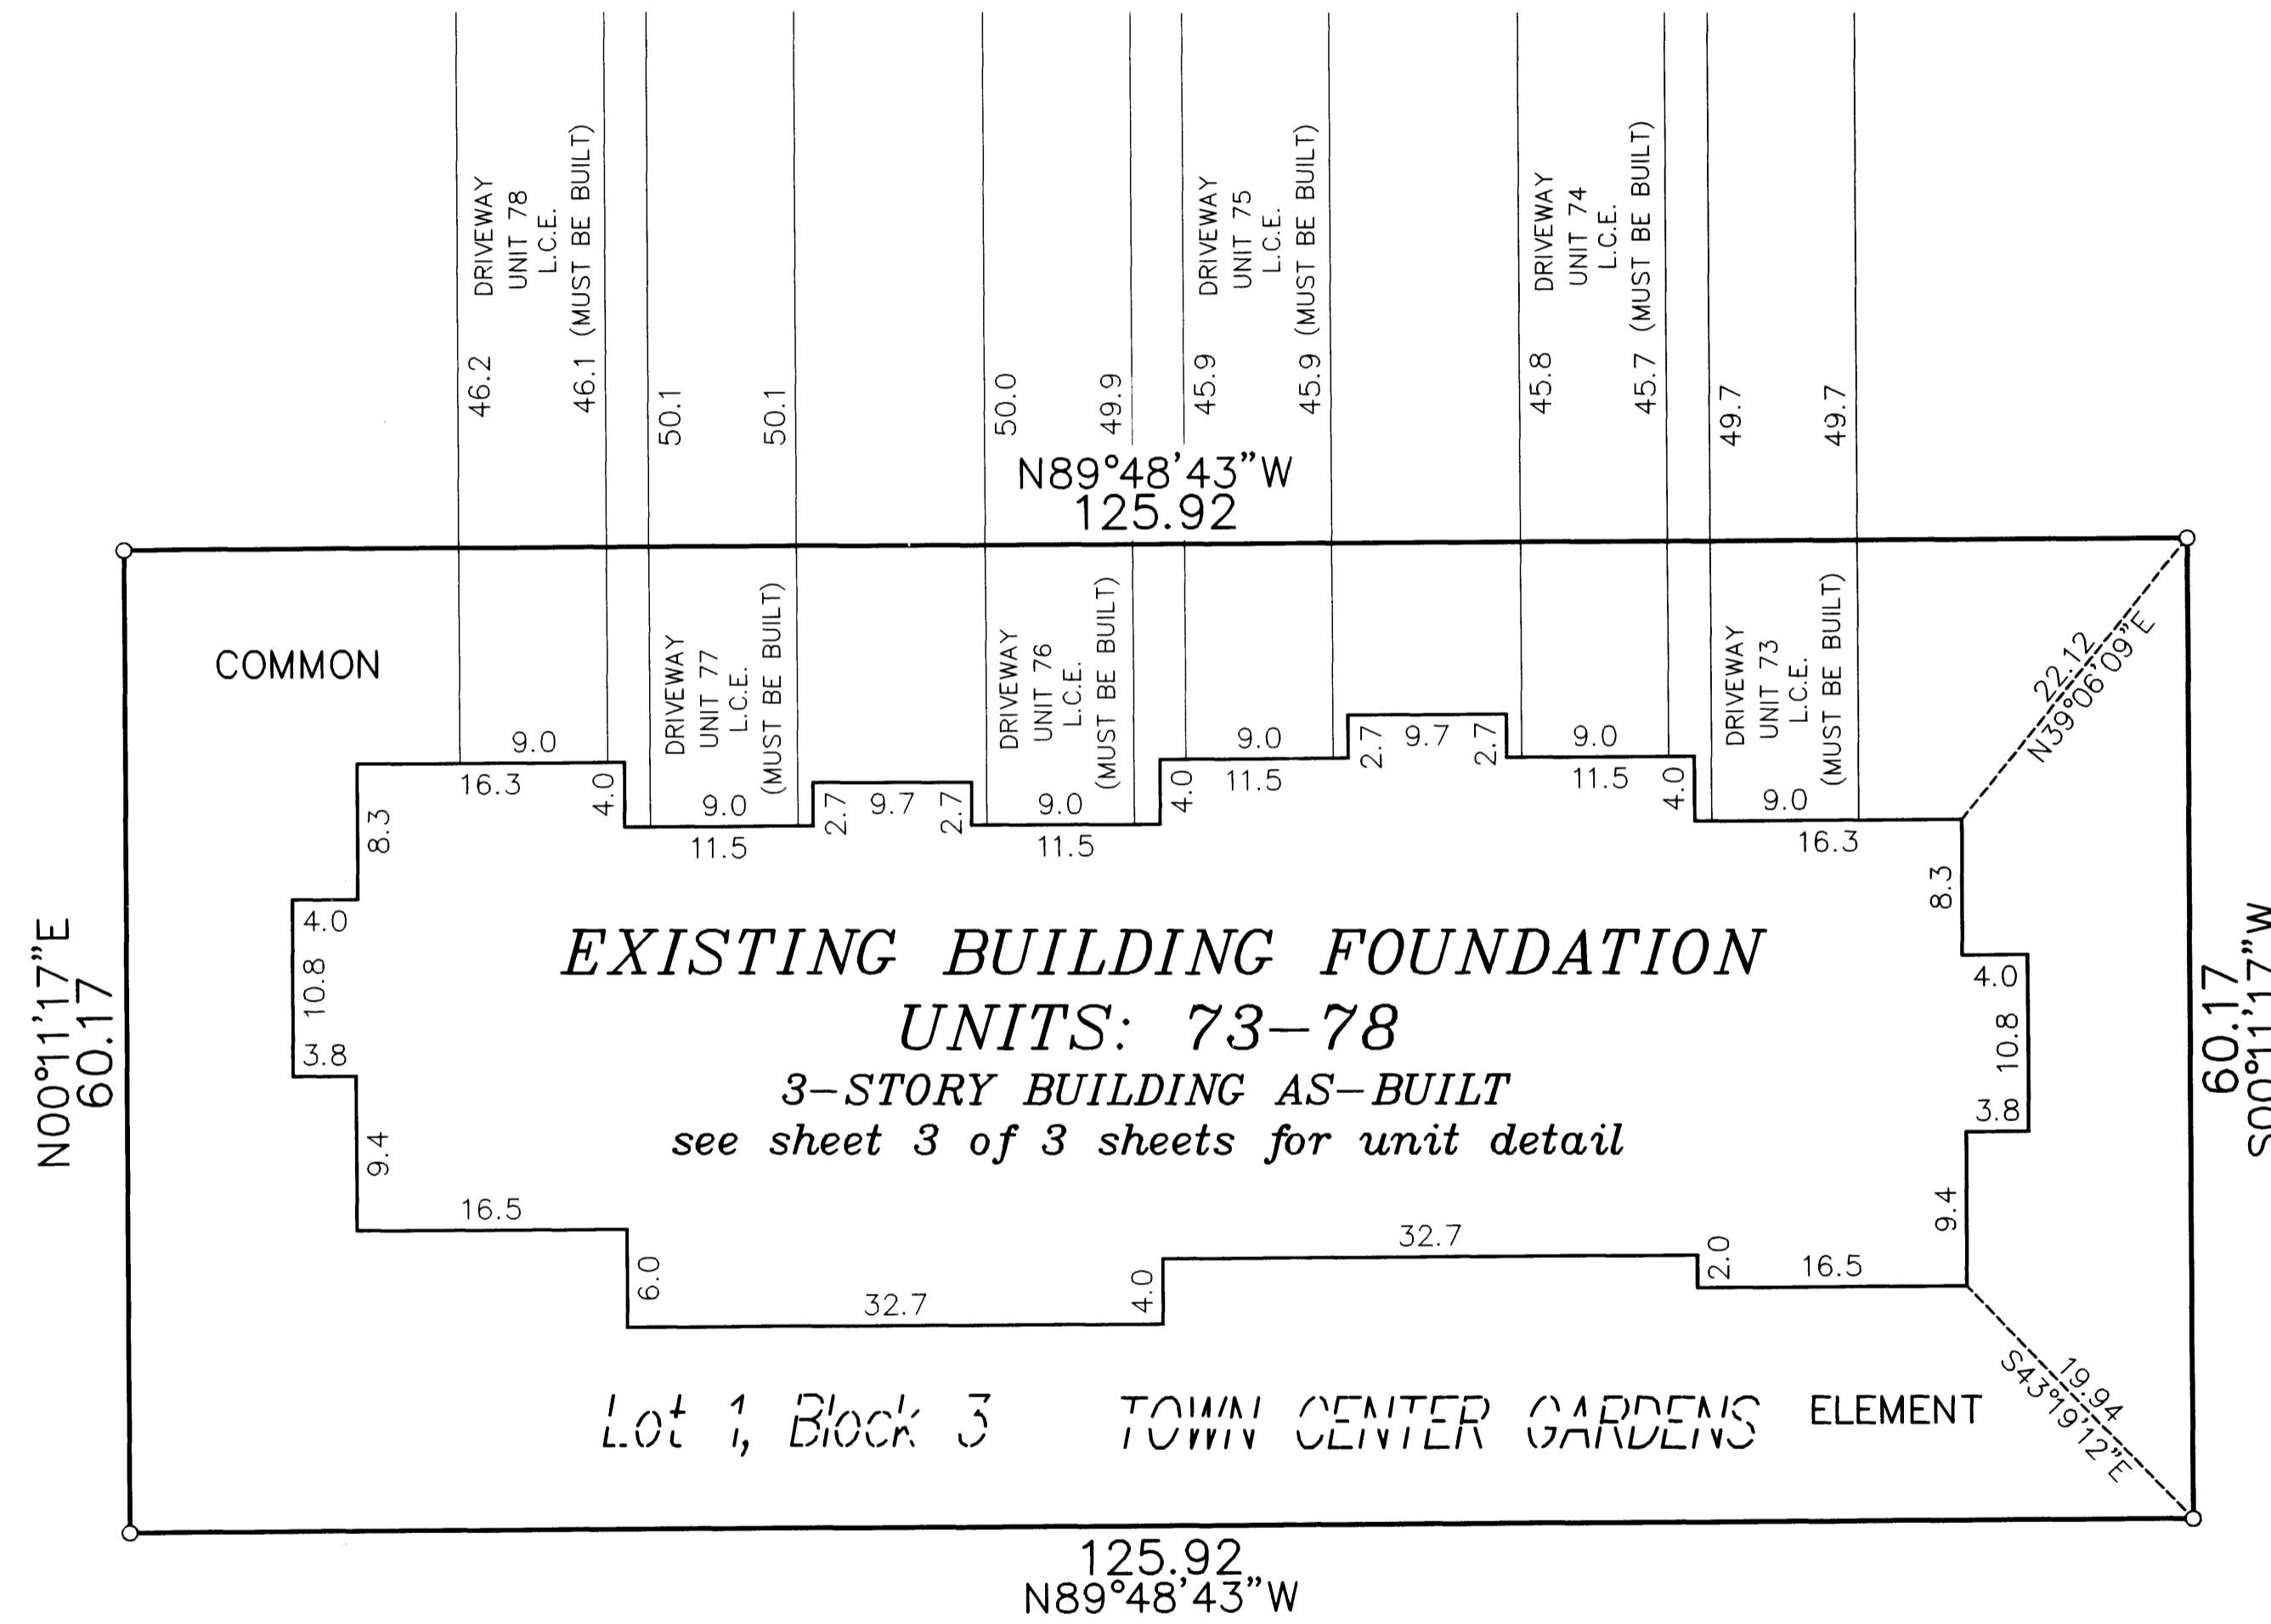 DRIVEWAY
UNIT 78
L.C.E.
(MUST BE BUILT)
46.2
46.1
50.1
50.1
50.0
49.9
DRIVEWAY
UNIT 75
L.C.E.
(MUST BE BUILT)
45.9
45.9
DRIVEWAY
UNIT 74
L.C.E.
(MUST BE BUILT)
45.8
45.7
49.7
49.7
N89°48'43"W
125.92
COMMON
DRIVEWAY
UNIT 77
L.C.E.
(MUST BE BUILT)
DRIVEWAY
UNIT 76
L.C.E.
(MUST BE BUILT)
DRIVEWAY
UNIT 73
L.C.E.
(MUST BE BUILT)
22.12
N39°06'09"E
9.0
16.3
4.0
9.0
11.5
2.7
9.7
2.7
9.0
11.5
4.0
9.0
11.5
2.7
9.7
2.7
9.0
11.5
4.0
9.0
16.3
8.3
8.3
4.0
10.8
3.8
9.4
4.0
10.8
3.8
9.4
N00°11'17"E
60.17
60.17
S00°11'17"W
EXISTING BUILDING FOUNDATION
UNITS: 73-78
3-STORY BUILDING AS-BUILT
see sheet 3 of 3 sheets for unit detail
16.5
6.0
32.7
4.0
32.7
2.0
16.5
19.94
S43°19'12"E
Lot 1, Block 3 TOWN CENTER GARDENS
ELEMENT
125.92
N89°48'43"W